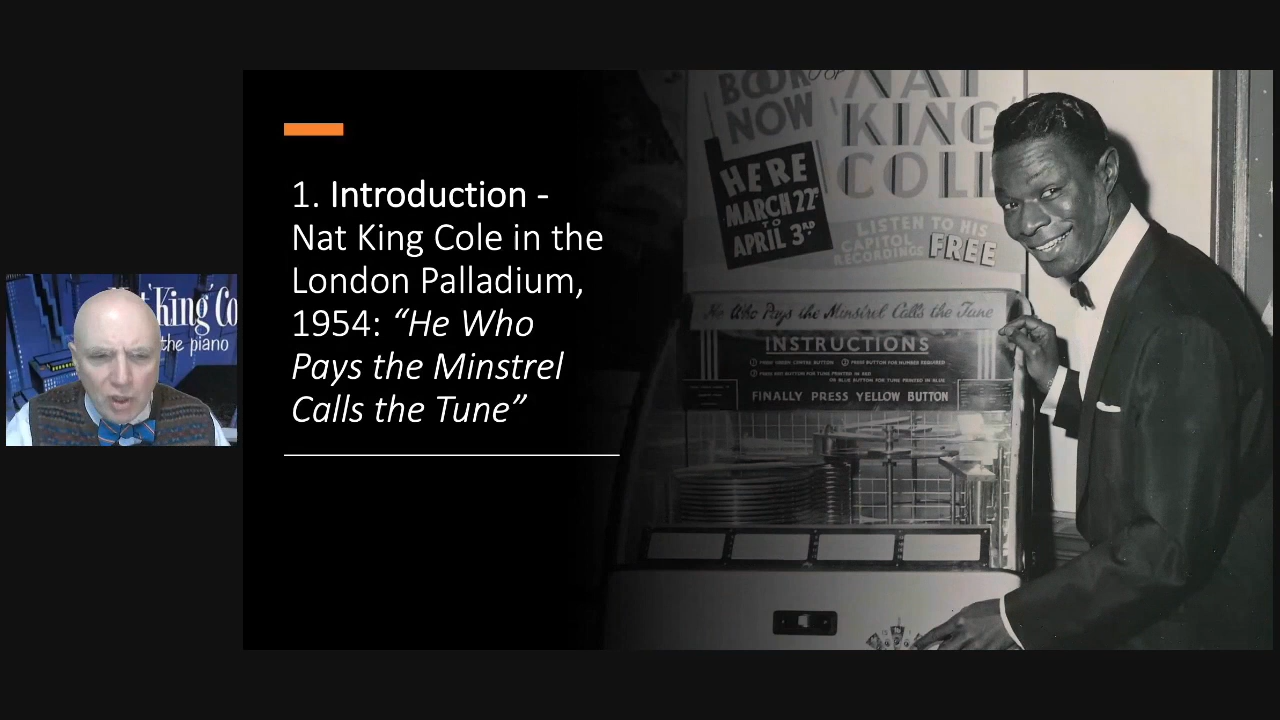 1. Introduction -
Nat King Cole in the
London Palladium,
1954: “He Who
Pays the Minstrel
Calls the Tune”
'King' Co
the piano
BOOK
NOW
NAT
'KING'
COLE
HERE
MARCH 22ND
TO
APRIL 3RD
LISTEN TO HIS
CAPITOL
RECORDINGS FREE
He Who Pays the Minstrel Calls the Tune
INSTRUCTIONS
FINALLY PRESS YELLOW BUTTON